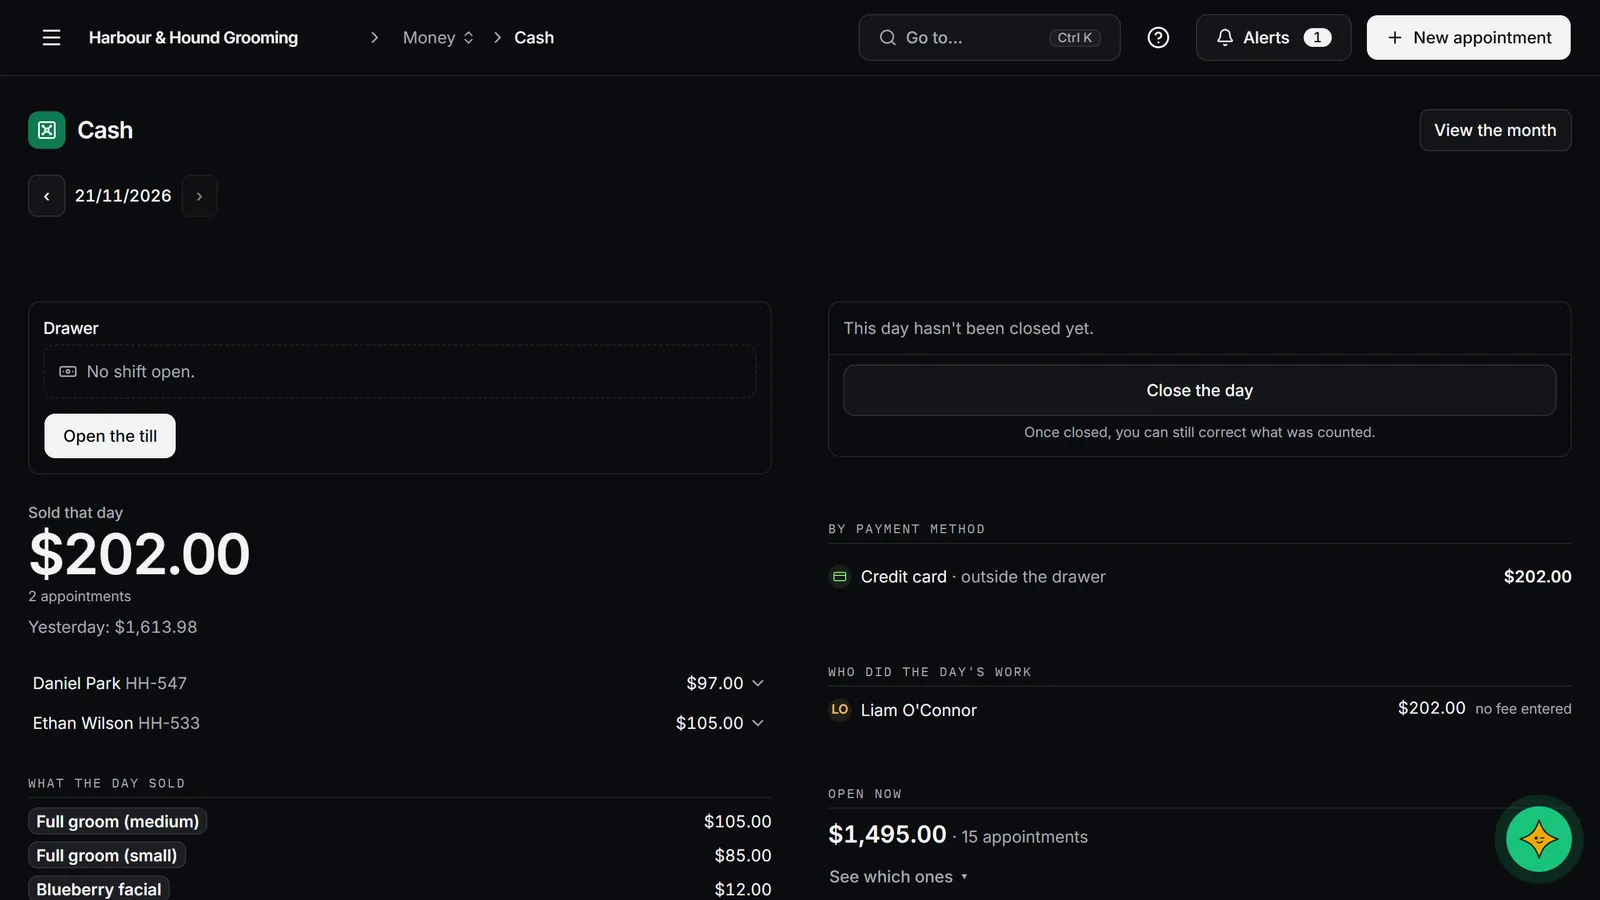 Harbour & Hound Grooming
Money
Cash
Go to...
Ctrl K
Alerts
1
New appointment
Cash
View the month
21/11/2026
Drawer
No shift open.
Open the till
This day hasn't been closed yet.
Close the day
Once closed, you can still correct what was counted.
Sold that day
$202.00
2 appointments
Yesterday: $1,613.98
Daniel Park HH-547 $97.00
Ethan Wilson HH-533 $105.00
WHAT THE DAY SOLD
Full groom (medium) $105.00
Full groom (small) $85.00
Blueberry facial $12.00
BY PAYMENT METHOD
Credit card · outside the drawer $202.00
WHO DID THE DAY'S WORK
LO Liam O'Connor $202.00 no fee entered
OPEN NOW
$1,495.00 · 15 appointments
See which ones